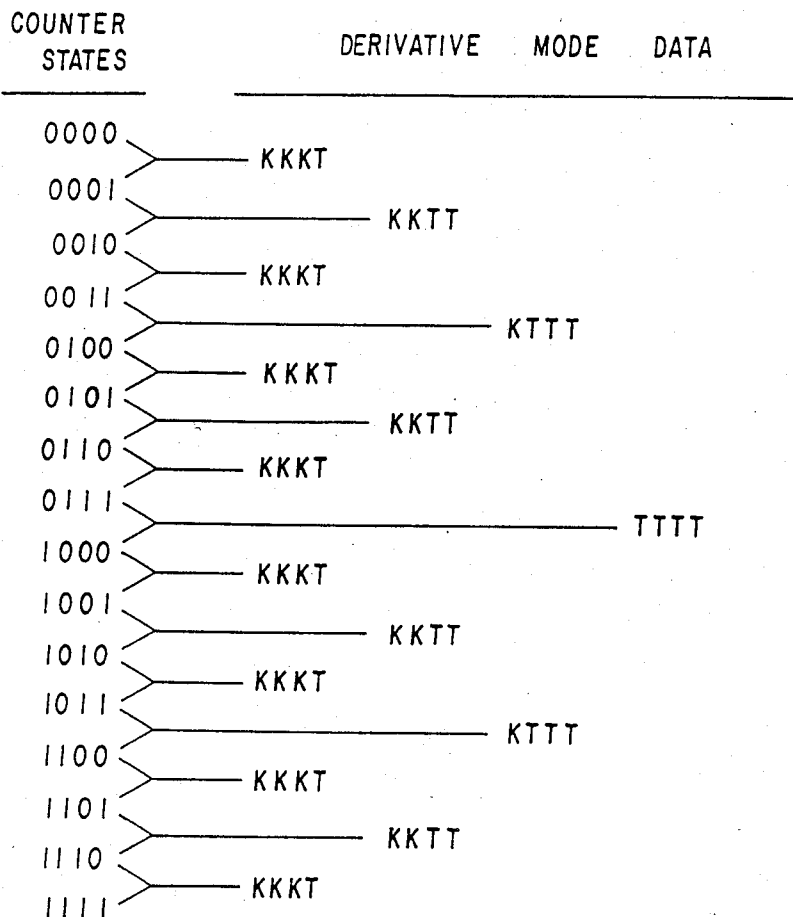 COUNTER STATES
DERIVATIVE MODE DATA
0000
KKKT
0001
KKTT
0010
KKKT
0011
KTTT
0100
KKKT
0101
KKTT
0110
KKKT
0111
TTTT
1000
KKKT
1001
KKTT
1010
KKKT
1011
KTTT
1100
KKKT
1101
KKTT
1110
KKKT
1111